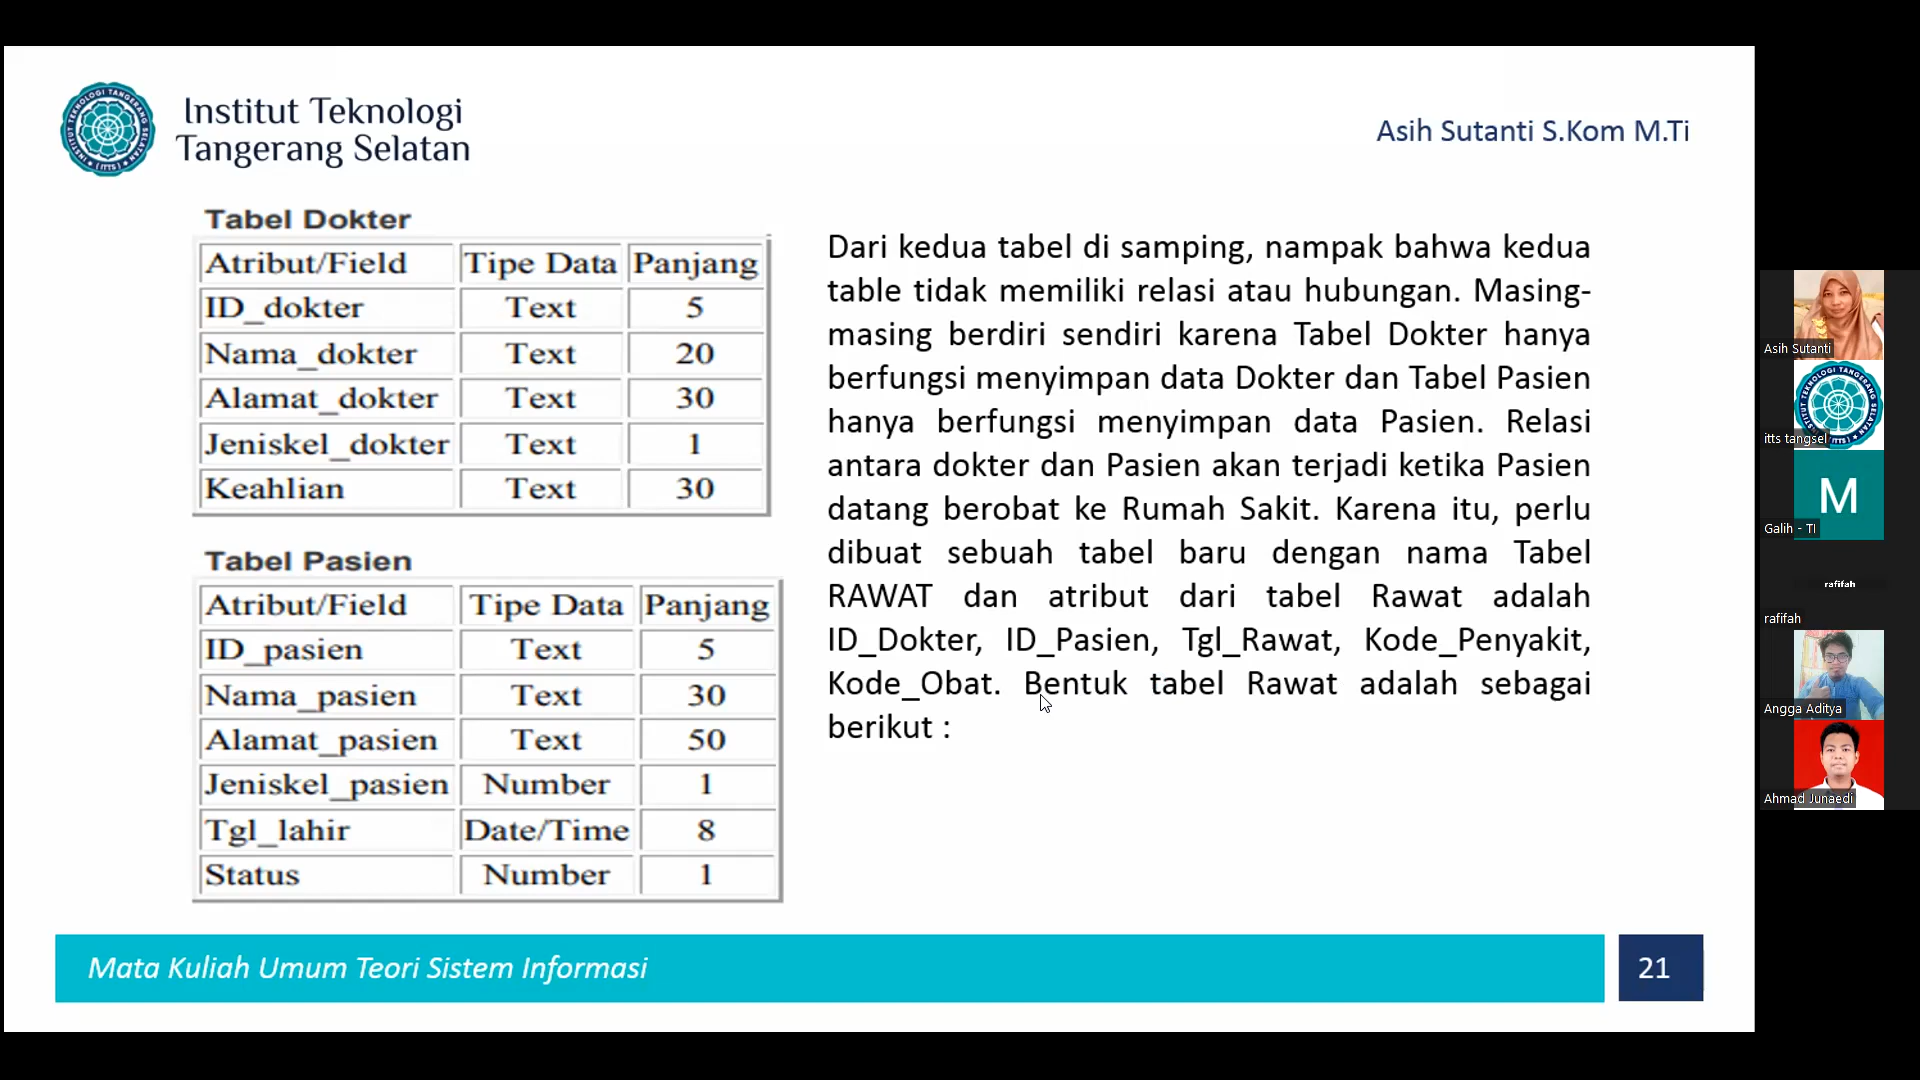 Institut Teknologi
Tangerang Selatan
Asih Sutanti S.Kom M.Ti
Tabel Dokter
Atribut/Field Tipe Data Panjang
ID_dokter Text 5
Nama_dokter Text 20
Alamat_dokter Text 30
Jeniskel_dokter Text 1
Keahlian Text 30
Tabel Pasien
Atribut/Field Tipe Data Panjang
ID_pasien Text 5
Nama_pasien Text 30
Alamat_pasien Text 50
Jeniskel_pasien Number 1
Tgl_lahir Date/Time 8
Status Number 1
Dari kedua tabel di samping, nampak bahwa kedua
table tidak memiliki relasi atau hubungan. Masing-
masing berdiri sendiri karena Tabel Dokter hanya
berfungsi menyimpan data Dokter dan Tabel Pasien
hanya berfungsi menyimpan data Pasien. Relasi
antara dokter dan Pasien akan terjadi ketika Pasien
datang berobat ke Rumah Sakit. Karena itu, perlu
dibuat sebuah tabel baru dengan nama Tabel
RAWAT dan atribut dari tabel Rawat adalah
ID_Dokter, ID_Pasien, Tgl_Rawat, Kode_Penyakit,
Kode_Obat. Bentuk tabel Rawat adalah sebagai
berikut :
Mata Kuliah Umum Teori Sistem Informasi
21
Asih Sutanti
itts tangsel
M
Galih - TI
rafifah
rafifah
Angga Aditya
Ahmad Junaedi